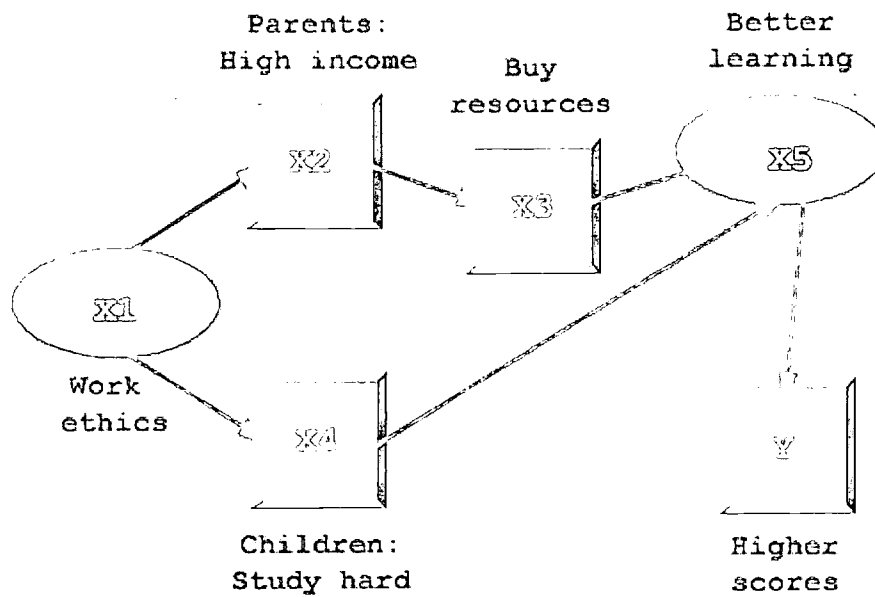 Parents:
High income
Buy
resources
Better
learning
X2
X3
X5
X1
Work
ethics
X4
Y
Children:
Study hard
Higher
scores